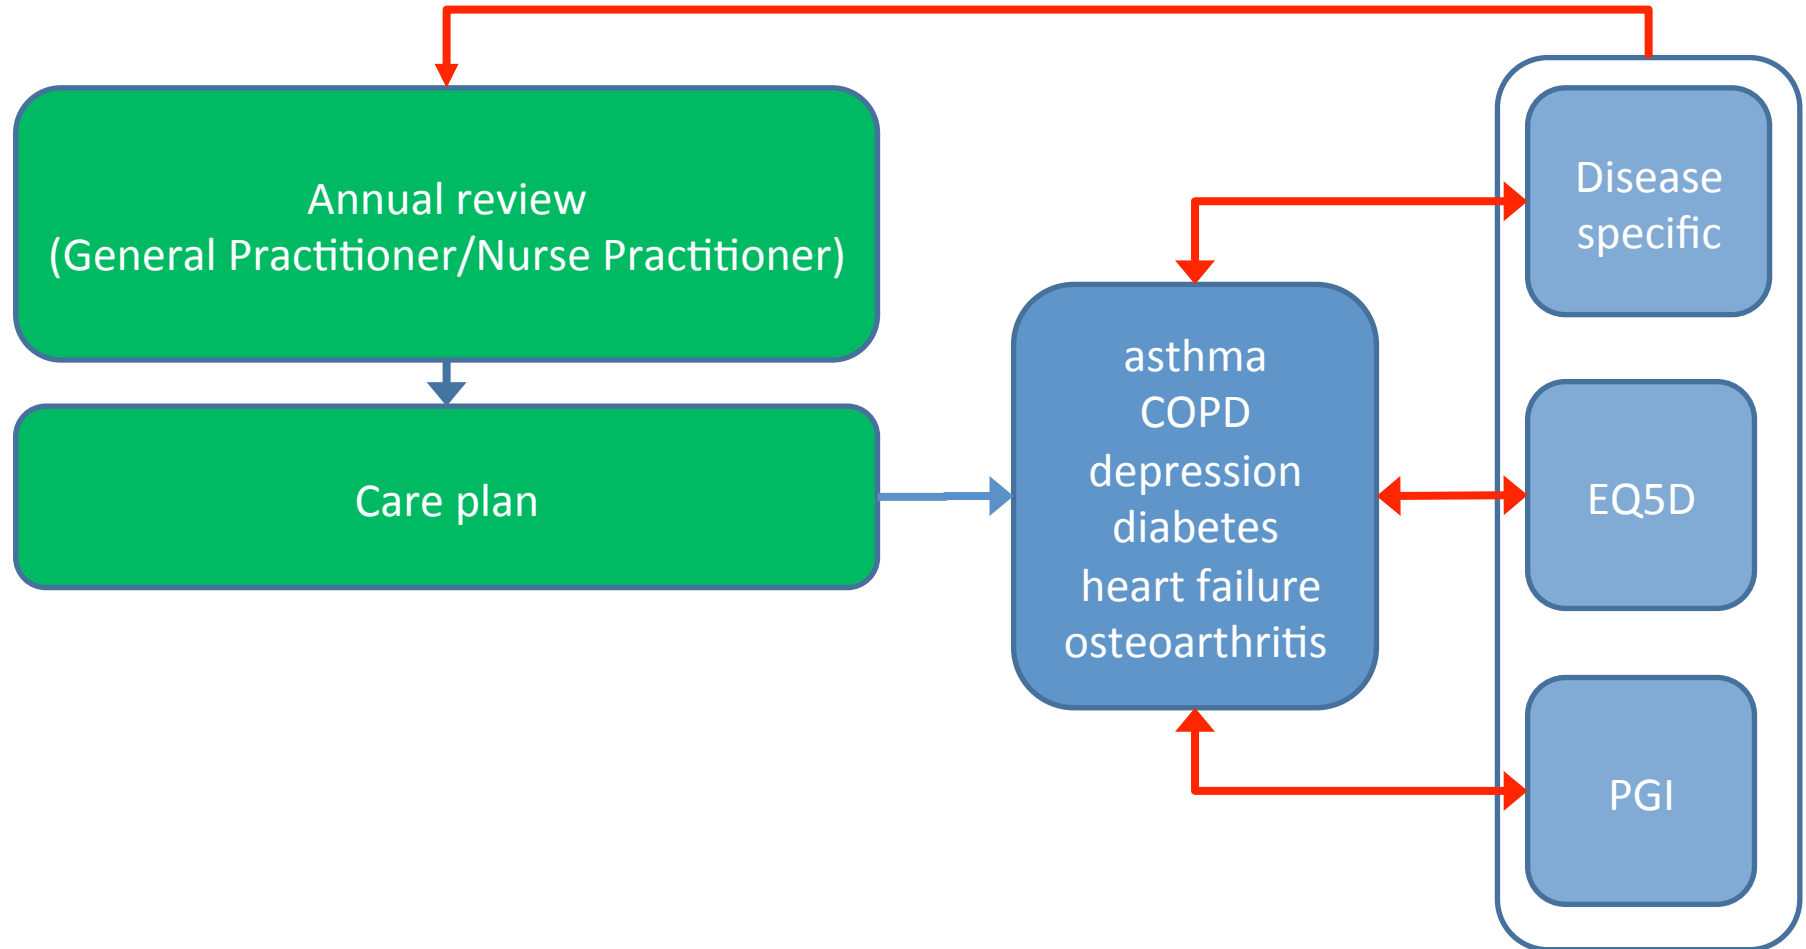 Annual review
(General Practitioner/Nurse Practitioner)
Care plan
asthma
COPD
depression
diabetes
heart failure
osteoarthritis
Disease
specific
EQ5D
PGI